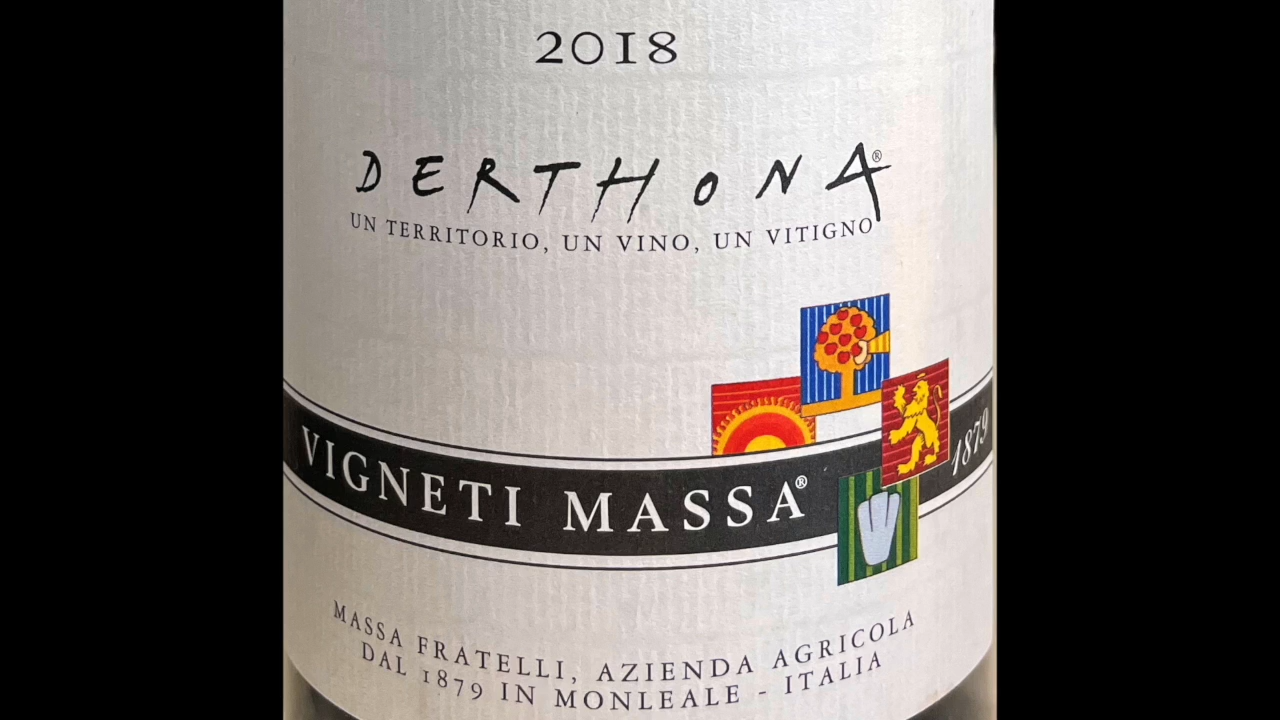 2018
DERTHONA®
UN TERRITORIO, UN VINO, UN VITIGNO
VIGNETI MASSA® 1879
MASSA FRATELLI, AZIENDA AGRICOLA
DAL 1879 IN MONLEALE - ITALIA